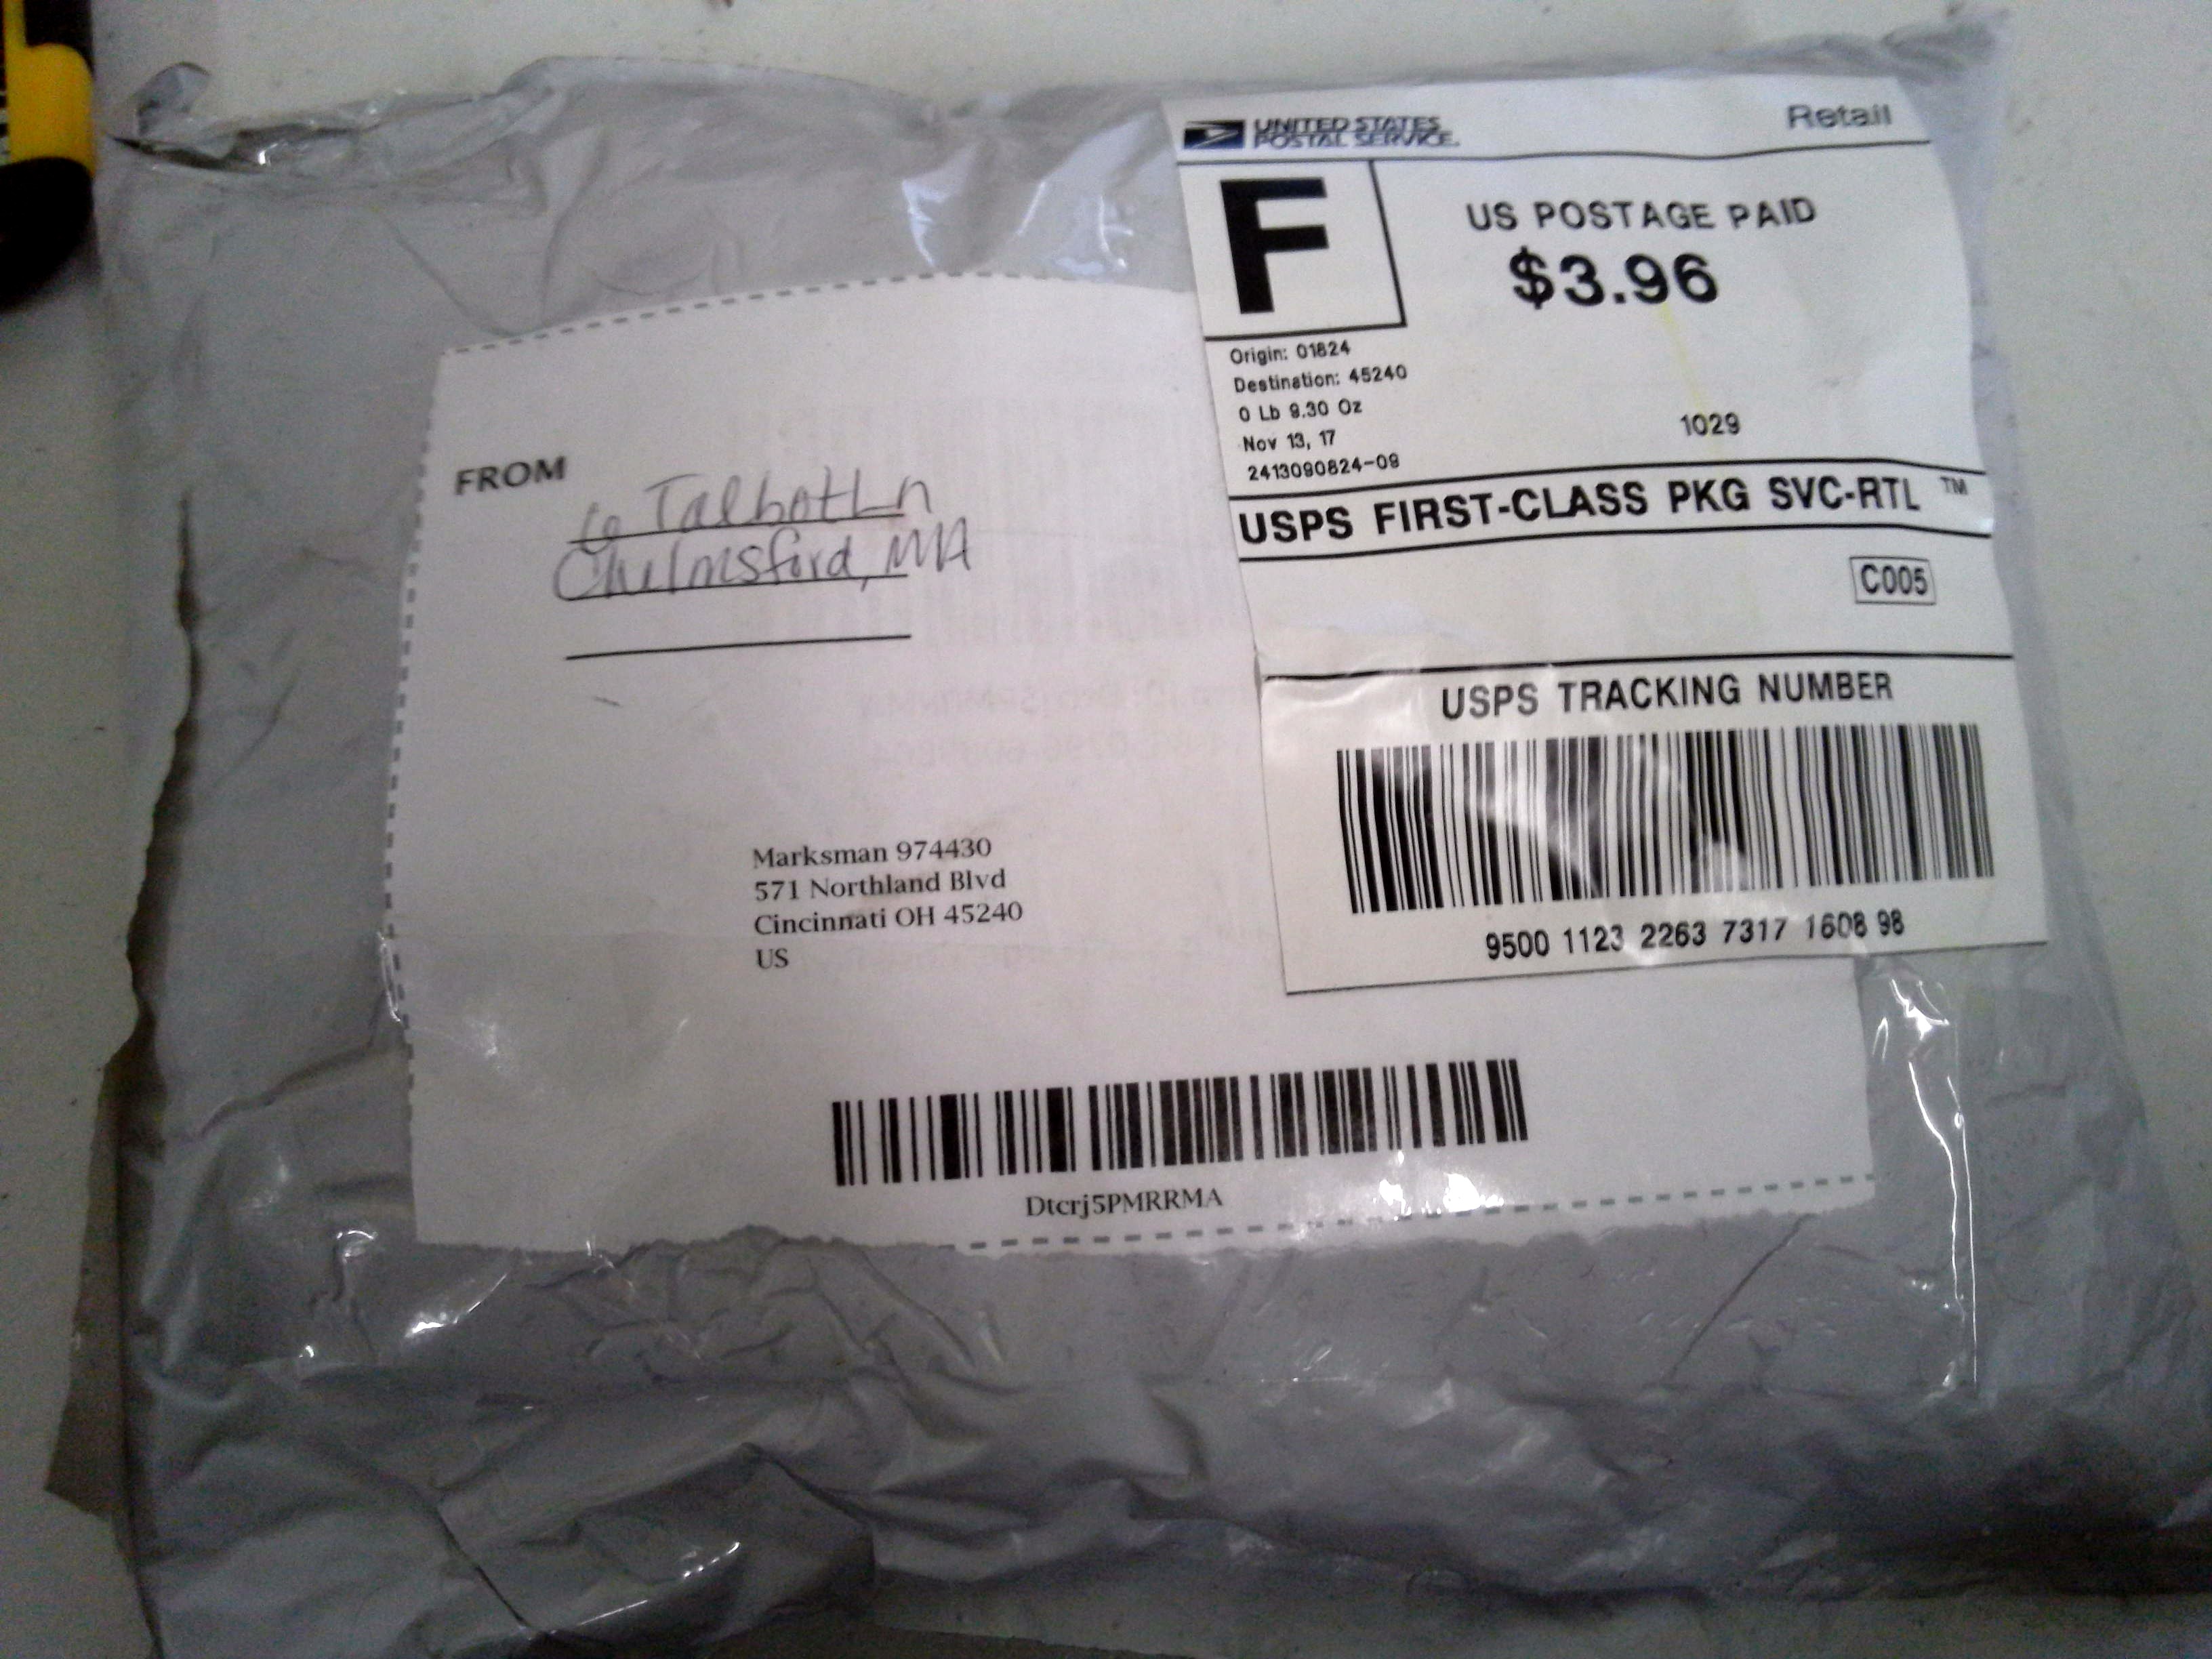 UNITED STATES
POSTAL SERVICE.
Retail
F
US POSTAGE PAID
$3.96
Origin: 01824
Destination: 45240
0 Lb 9.30 Oz
Nov 13, 17
2413090824-09
1029
USPS FIRST-CLASS PKG SVC-RTL ™
C005
USPS TRACKING NUMBER
9500 1123 2263 7317 1608 98
FROM
6 Talbot Ln
Chelmsford, MA
Marksman 974430
571 Northland Blvd
Cincinnati OH 45240
US
Dtcrj5PMRRMA